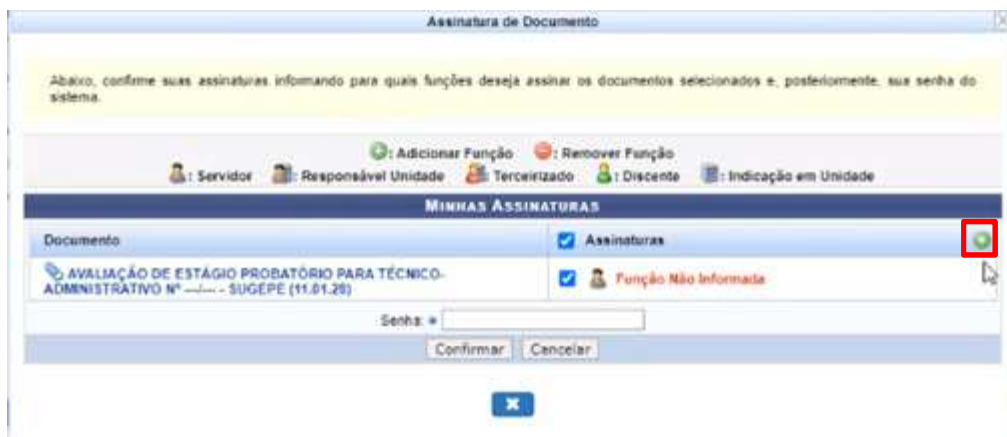 Assinatura de Documento
Abaixo, confirme suas assinaturas informando para quais funções deseja assinar os documentos selecionados e, posteriormente, sua senha do
sistema.
: Adicionar Função : Remover Função
: Servidor : Responsável Unidade : Terceirizado : Discente : Indicação em Unidade
MINHAS ASSINATURAS
Documento Assinaturas
AVALIAÇÃO DE ESTÁGIO PROBATÓRIO PARA TÉCNICO-
ADMINISTRATIVO Nº ---/--- - SUGEPE (11.01.29) Função Não Informada
Senha:
Confirmar Cancelar